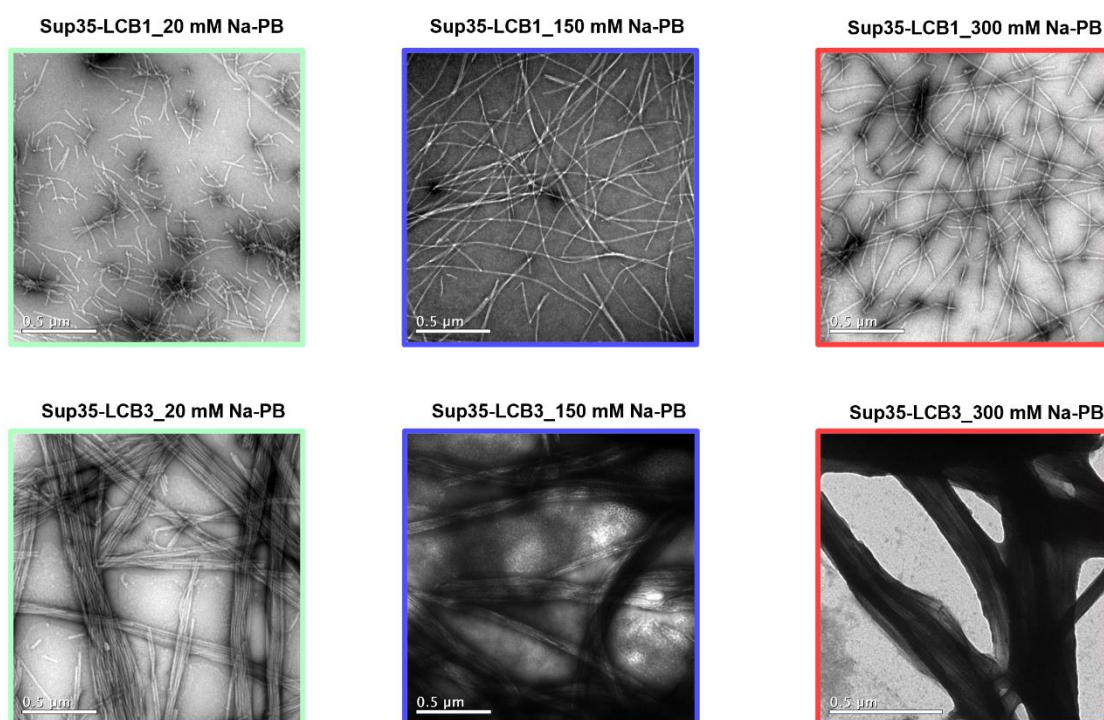 Sup35-LCB1_20 mM Na-PB
Sup35-LCB1_150 mM Na-PB
Sup35-LCB1_300 mM Na-PB
0.5 µm
0.5 µm
0.5 µm
Sup35-LCB3_20 mM Na-PB
Sup35-LCB3_150 mM Na-PB
Sup35-LCB3_300 mM Na-PB
0.5 µm
0.5 µm
0.5 µm